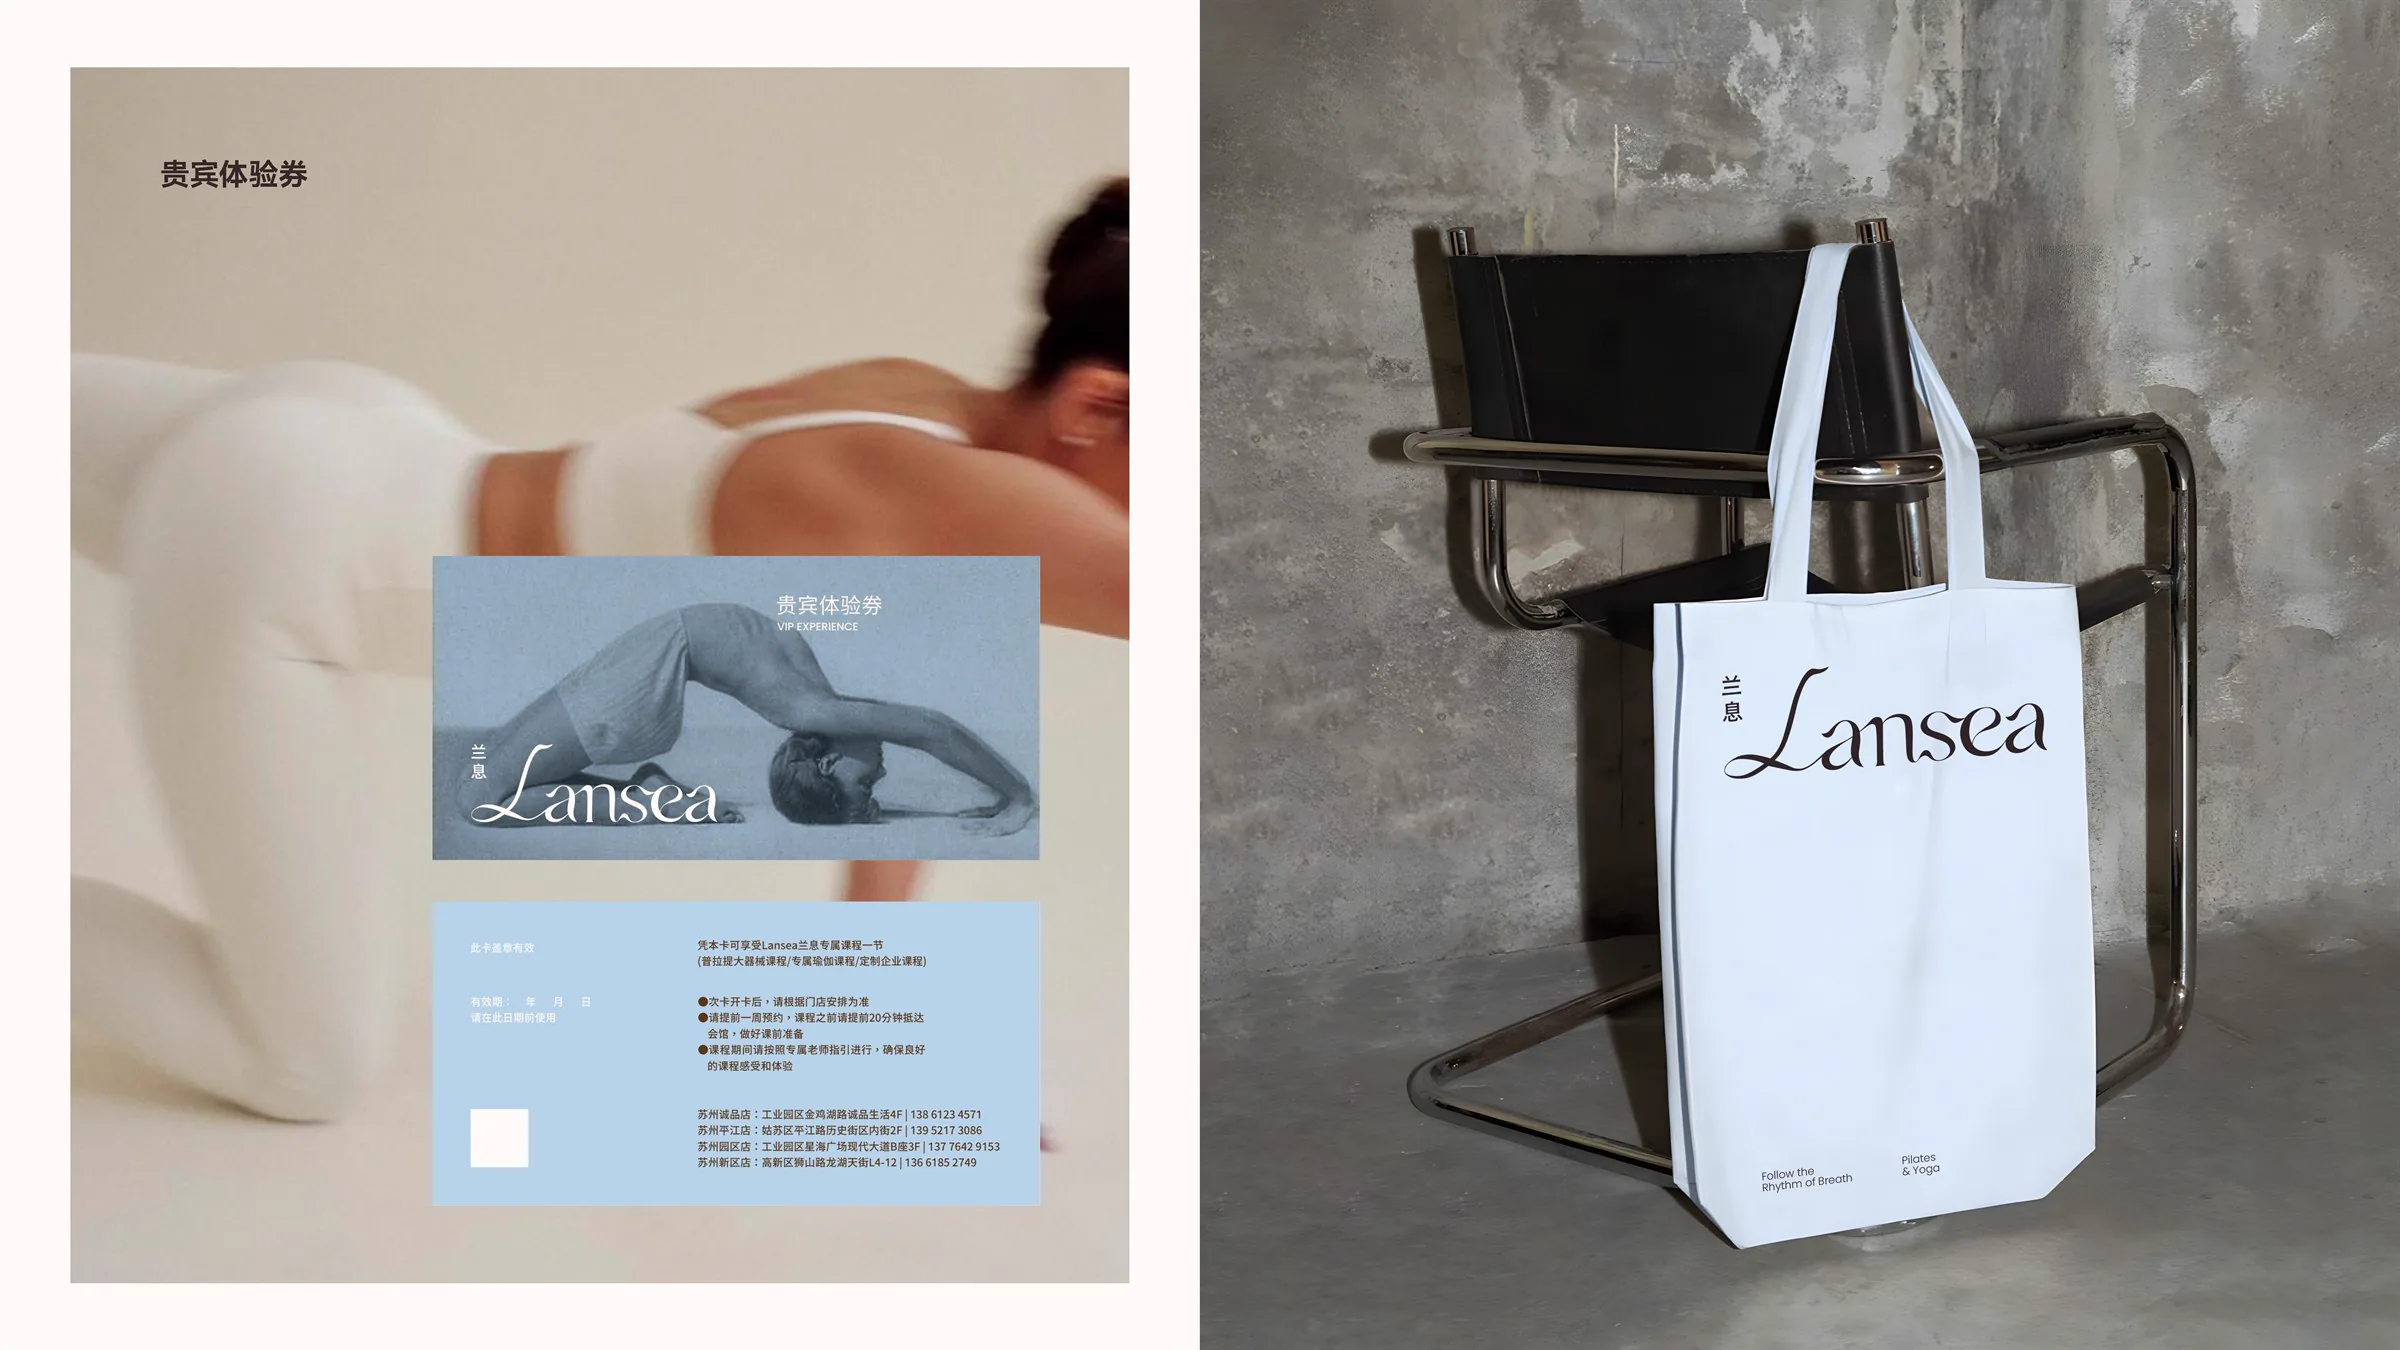 贵宾体验券
贵宾体验券
VIP EXPERIENCE
兰息
Lansea
此卡盖章有效
有效期： 年 月 日
请在此日期前使用
凭本卡可享受Lansea兰息专属课程一节
(普拉提大器械课程/专属瑜伽课程/定制企业课程)
●次卡开卡后，请根据门店安排为准
●请提前一周预约，课程之前请提前20分钟抵达
会馆，做好课前准备
●课程期间请按照专属老师指引进行，确保良好
的课程感受和体验
苏州诚品店：工业园区金鸡湖路诚品生活4F | 138 6123 4571
苏州平江店：姑苏区平江路历史街区内街2F | 139 5217 3086
苏州园区店：工业园区星海广场现代大道B座3F | 137 7642 9153
苏州新区店：高新区狮山路龙湖天街L4-12 | 136 6185 2749
兰息
Lansea
Follow the
Rhythm of Breath
Pilates
& Yoga